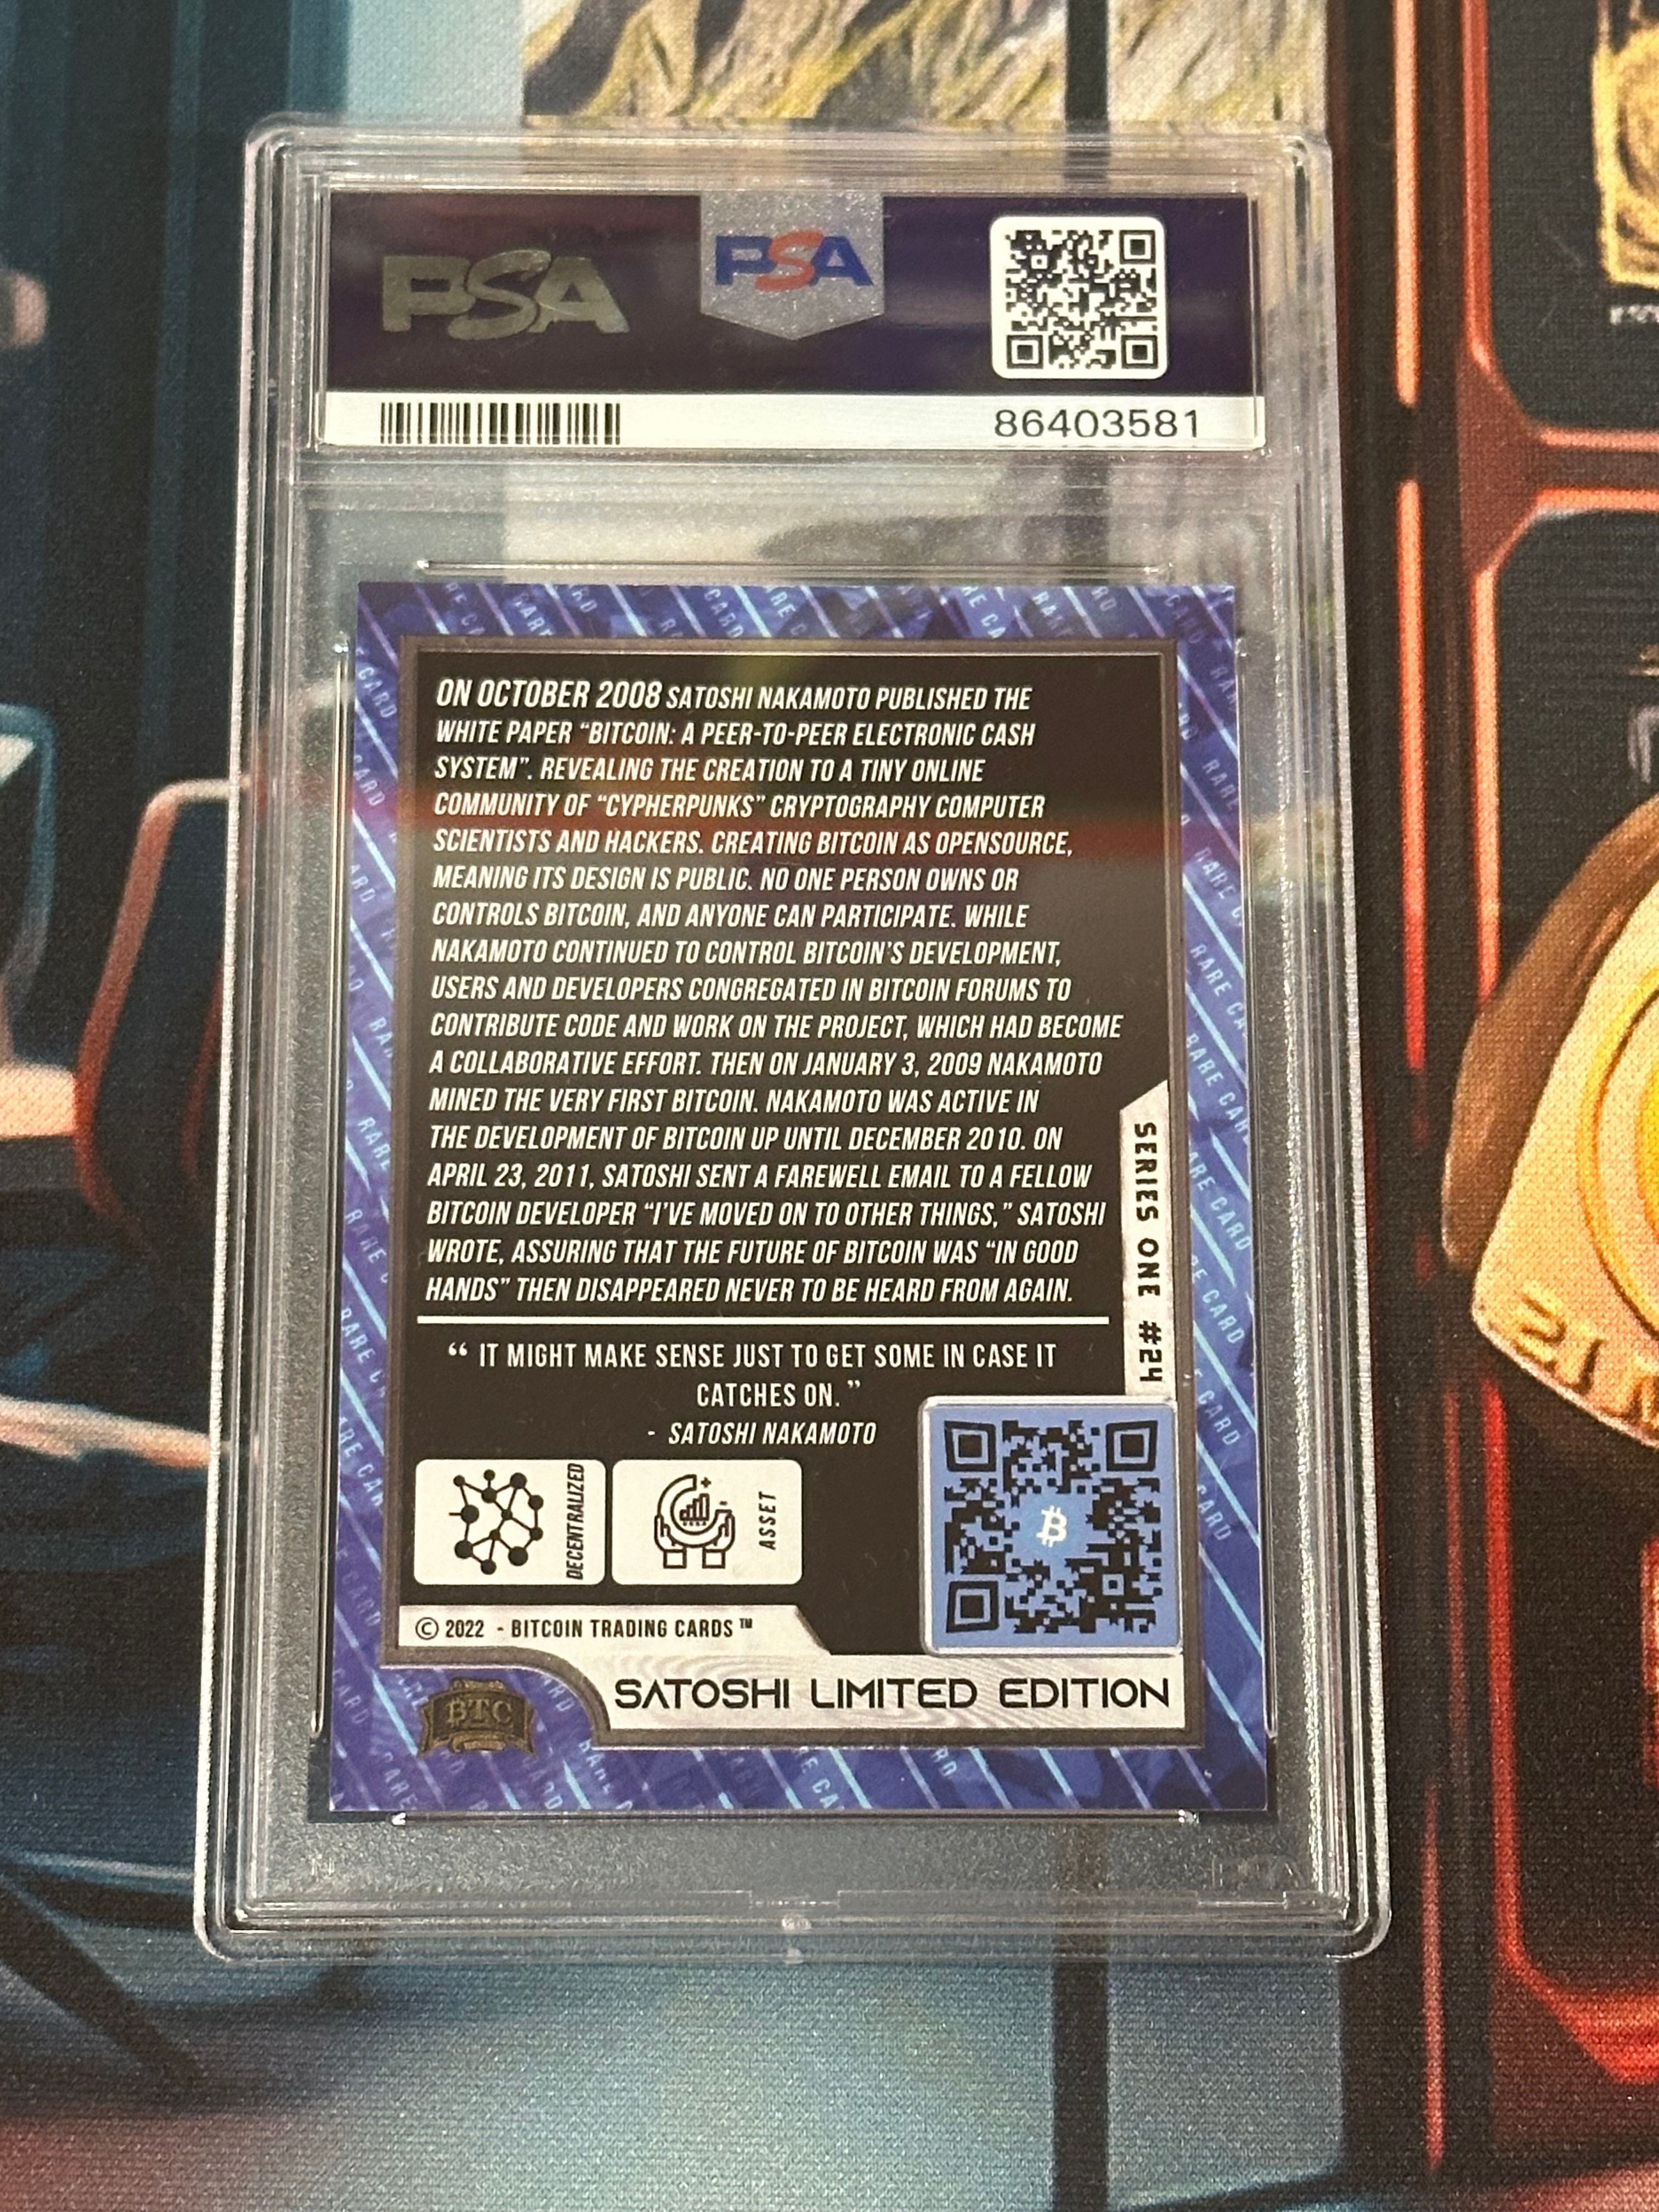 PSA
PSA
86403581
ON OCTOBER 2008 SATOSHI NAKAMOTO PUBLISHED THE
WHITE PAPER “BITCOIN: A PEER-TO-PEER ELECTRONIC CASH
SYSTEM”. REVEALING THE CREATION TO A TINY ONLINE
COMMUNITY OF “CYPHERPUNKS” CRYPTOGRAPHY COMPUTER
SCIENTISTS AND HACKERS. CREATING BITCOIN AS OPENSOURCE,
MEANING ITS DESIGN IS PUBLIC. NO ONE PERSON OWNS OR
CONTROLS BITCOIN, AND ANYONE CAN PARTICIPATE. WHILE
NAKAMOTO CONTINUED TO CONTROL BITCOIN'S DEVELOPMENT,
USERS AND DEVELOPERS CONGREGATED IN BITCOIN FORUMS TO
CONTRIBUTE CODE AND WORK ON THE PROJECT, WHICH HAD BECOME
A COLLABORATIVE EFFORT. THEN ON JANUARY 3, 2009 NAKAMOTO
MINED THE VERY FIRST BITCOIN. NAKAMOTO WAS ACTIVE IN
THE DEVELOPMENT OF BITCOIN UP UNTIL DECEMBER 2010. ON
APRIL 23, 2011, SATOSHI SENT A FAREWELL EMAIL TO A FELLOW
BITCOIN DEVELOPER “I'VE MOVED ON TO OTHER THINGS,” SATOSHI
WROTE, ASSURING THAT THE FUTURE OF BITCOIN WAS “IN GOOD
HANDS” THEN DISAPPEARED NEVER TO BE HEARD FROM AGAIN.
SERIES ONE #24
“ IT MIGHT MAKE SENSE JUST TO GET SOME IN CASE IT
CATCHES ON. ”
- SATOSHI NAKAMOTO
DECENTRALIZED
ASSET
© 2022 - BITCOIN TRADING CARDS™
BTC
SATOSHI LIMITED EDITION
RARE CARD
21 M